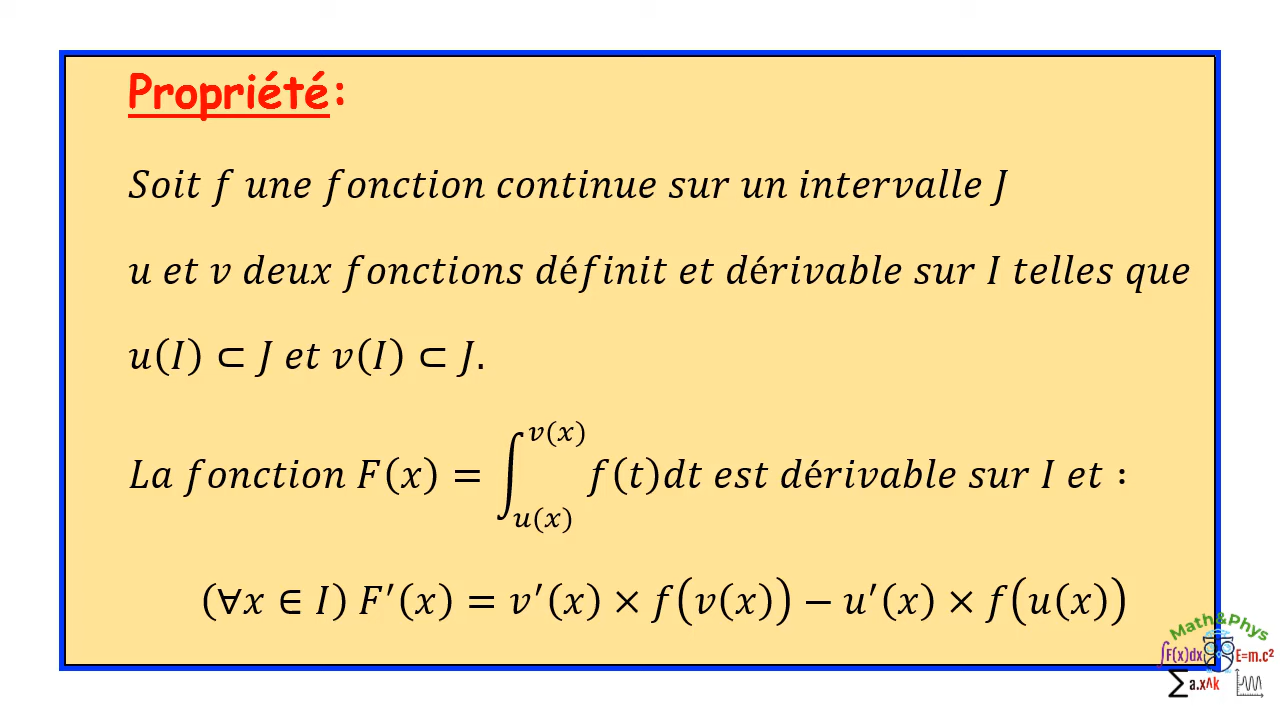 Propriété:
Soit f une fonction continue sur un intervalle J
u et v deux fonctions définit et dérivable sur I telles que
u(I) ⊂ J et v(I) ⊂ J.
La fonction F(x) = ∫_{u(x)}^{v(x)} f(t)dt est dérivable sur I et :
(∀x ∈ I) F′(x) = v′(x) × f(v(x)) − u′(x) × f(u(x))
Math&Phys
∫F(x)dx E=m.c²
∑ a.x^k